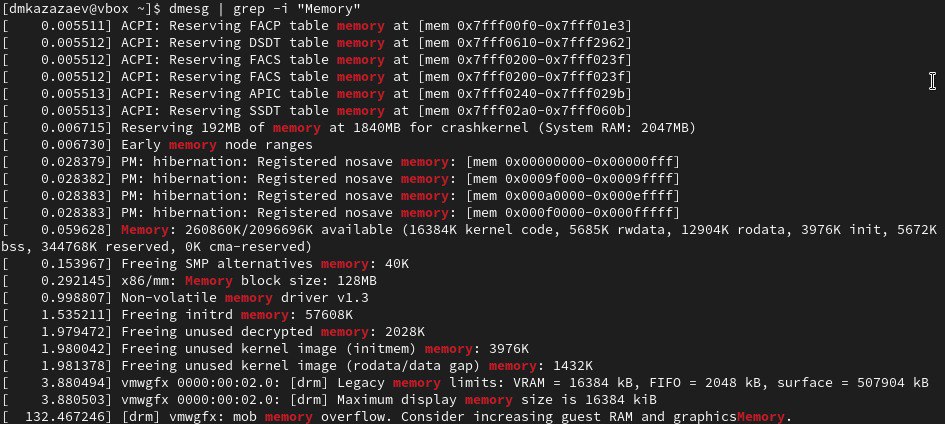 [dmkazazaev@vbox ~]$ dmesg | grep -i "Memory"
[    0.005511] ACPI: Reserving FACP table memory at [mem 0x7fff00f0-0x7fff01e3]
[    0.005512] ACPI: Reserving DSDT table memory at [mem 0x7fff0610-0x7fff2962]
[    0.005512] ACPI: Reserving FACS table memory at [mem 0x7fff0200-0x7fff023f]
[    0.005512] ACPI: Reserving FACS table memory at [mem 0x7fff0200-0x7fff023f]
[    0.005513] ACPI: Reserving APIC table memory at [mem 0x7fff0240-0x7fff029b]
[    0.005513] ACPI: Reserving SSDT table memory at [mem 0x7fff02a0-0x7fff060b]
[    0.006715] Reserving 192MB of memory at 1840MB for crashkernel (System RAM: 2047MB)
[    0.006730] Early memory node ranges
[    0.028379] PM: hibernation: Registered nosave memory: [mem 0x00000000-0x00000fff]
[    0.028382] PM: hibernation: Registered nosave memory: [mem 0x0009f000-0x0009ffff]
[    0.028383] PM: hibernation: Registered nosave memory: [mem 0x000a0000-0x000effff]
[    0.028383] PM: hibernation: Registered nosave memory: [mem 0x000f0000-0x000fffff]
[    0.059628] Memory: 260860K/2096696K available (16384K kernel code, 5685K rwdata, 12904K rodata, 3976K init, 5672K
bss, 344768K reserved, 0K cma-reserved)
[    0.153967] Freeing SMP alternatives memory: 40K
[    0.292145] x86/mm: Memory block size: 128MB
[    0.998807] Non-volatile memory driver v1.3
[    1.535211] Freeing initrd memory: 57608K
[    1.979472] Freeing unused decrypted memory: 2028K
[    1.980042] Freeing unused kernel image (initmem) memory: 3976K
[    1.981378] Freeing unused kernel image (rodata/data gap) memory: 1432K
[    3.880494] vmwgfx 0000:00:02.0: [drm] Legacy memory limits: VRAM = 16384 kB, FIFO = 2048 kB, surface = 507904 kB
[    3.880503] vmwgfx 0000:00:02.0: [drm] Maximum display memory size is 16384 kiB
[  132.467246] [drm] vmwgfx: mob memory overflow. Consider increasing guest RAM and graphicsMemory.